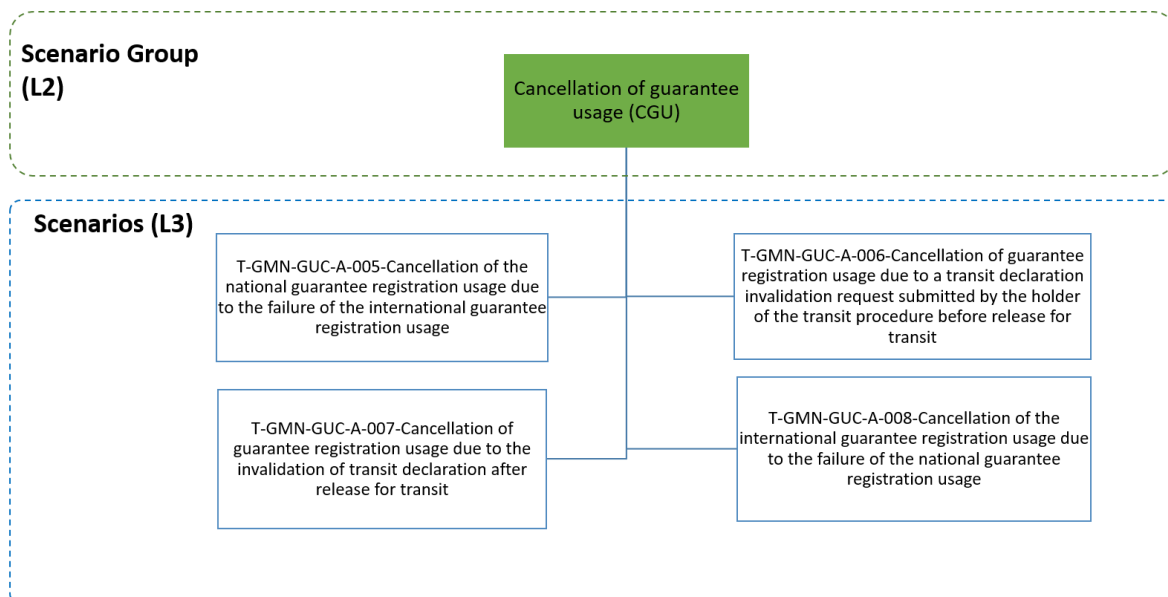 Scenario Group
(L2)
Cancellation of guarantee
usage (CGU)
Scenarios (L3)
T-GMN-GUC-A-005-Cancellation of the
national guarantee registration usage due
to the failure of the international guarantee
registration usage
T-GMN-GUC-A-006-Cancellation of guarantee
registration usage due to a transit declaration
invalidation request submitted by the holder
of the transit procedure before release for
transit
T-GMN-GUC-A-007-Cancellation of
guarantee registration usage due to the
invalidation of transit declaration after
release for transit
T-GMN-GUC-A-008-Cancellation of the
international guarantee registration usage due
to the failure of the national guarantee
registration usage